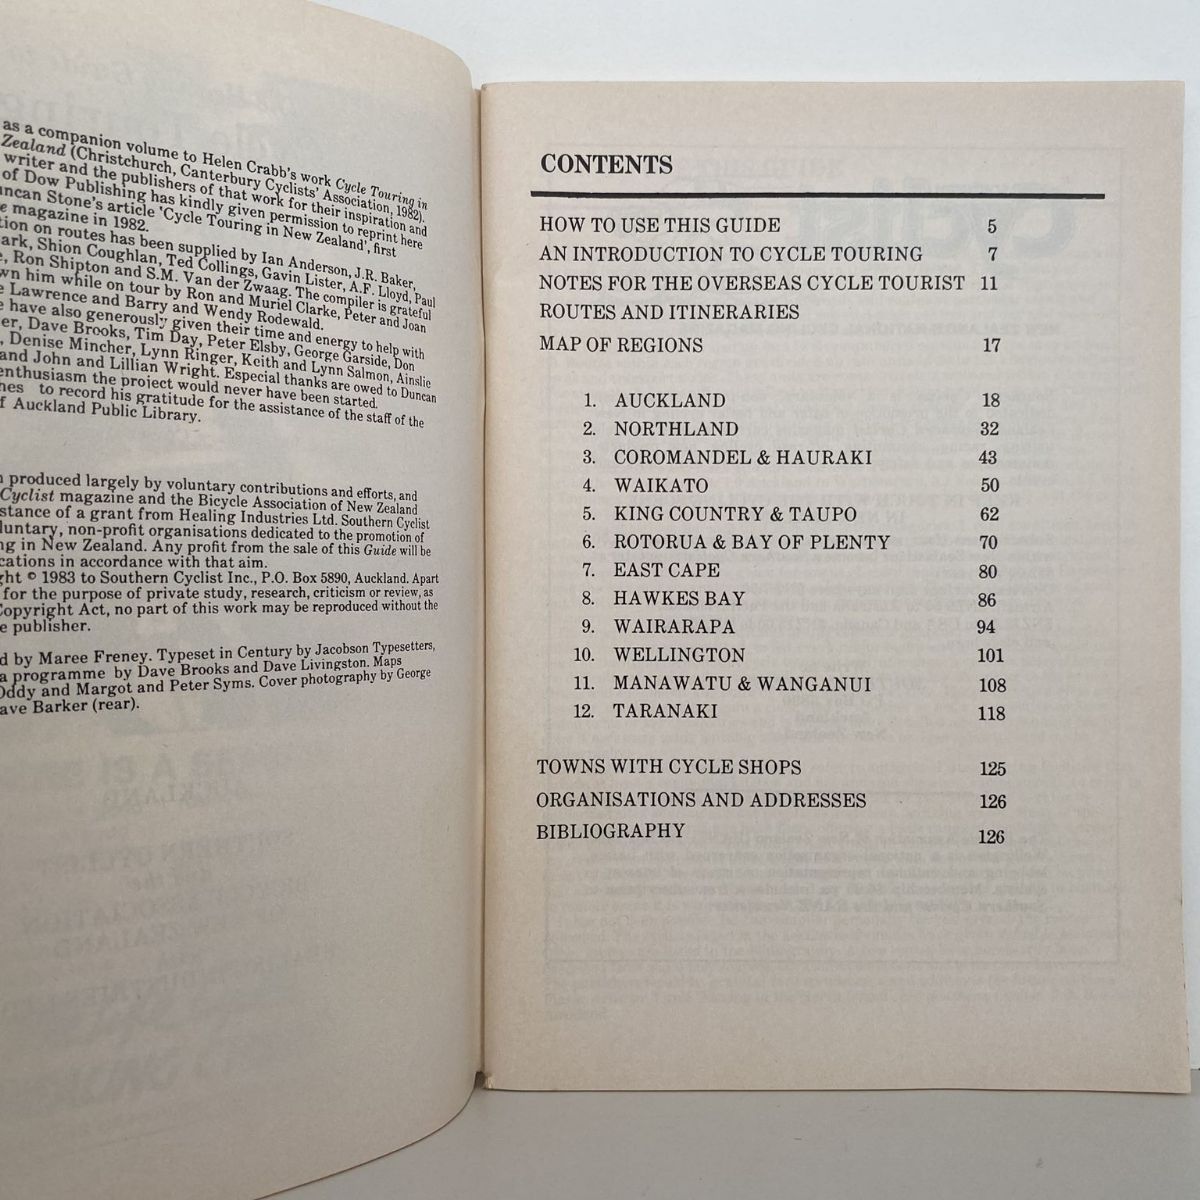 as a companion volume to Helen Crabb's work Cycle Touring in
Zealand (Christchurch, Canterbury Cyclists' Association, 1982).
writer and the publishers of that work for their inspiration and
of Dow Publishing has kindly given permission to reprint here
Stone's article 'Cycle Touring in New Zealand', first
magazine in 1982.
on routes has been supplied by Ian Anderson, J.R. Baker,
Shion Coughlan, Ted Collings, Gavin Lister, A.F. Lloyd, Paul
Ron Shipton and S.M. Van der Zwaag. The compiler is grateful
him while on tour by Ron and Muriel Clarke, Peter and Joan
Lawrence and Barry and Wendy Rodewald.
have also generously given their time and energy to help with
Dave Brooks, Tim Day, Peter Elsby, George Garside, Don
Denise Mincher, Lynn Ringer, Keith and Lynn Salmon, Ainslie
and John and Lillian Wright. Especial thanks are owed to Duncan
enthusiasm the project would never have been started.
to record his gratitude for the assistance of the staff of the
Auckland Public Library.
produced largely by voluntary contributions and efforts, and
Cyclist magazine and the Bicycle Association of New Zealand
of a grant from Healing Industries Ltd. Southern Cyclist
non-profit organisations dedicated to the promotion of
in New Zealand. Any profit from the sale of this Guide will be
in accordance with that aim.
© 1983 to Southern Cyclist Inc., P.O. Box 5890, Auckland. Apart
for the purpose of private study, research, criticism or review, as
Copyright Act, no part of this work may be reproduced without the
publisher.
by Maree Freney. Typeset in Century by Jacobson Typesetters,
programme by Dave Brooks and Dave Livingston. Maps
Oddy and Margot and Peter Syms. Cover photography by George
Barker (rear).
CONTENTS
HOW TO USE THIS GUIDE 5
AN INTRODUCTION TO CYCLE TOURING 7
NOTES FOR THE OVERSEAS CYCLE TOURIST 11
ROUTES AND ITINERARIES
MAP OF REGIONS 17
1. AUCKLAND 18
2. NORTHLAND 32
3. COROMANDEL & HAURAKI 43
4. WAIKATO 50
5. KING COUNTRY & TAUPO 62
6. ROTORUA & BAY OF PLENTY 70
7. EAST CAPE 80
8. HAWKES BAY 86
9. WAIRARAPA 94
10. WELLINGTON 101
11. MANAWATU & WANGANUI 108
12. TARANAKI 118
TOWNS WITH CYCLE SHOPS 125
ORGANISATIONS AND ADDRESSES 126
BIBLIOGRAPHY 126